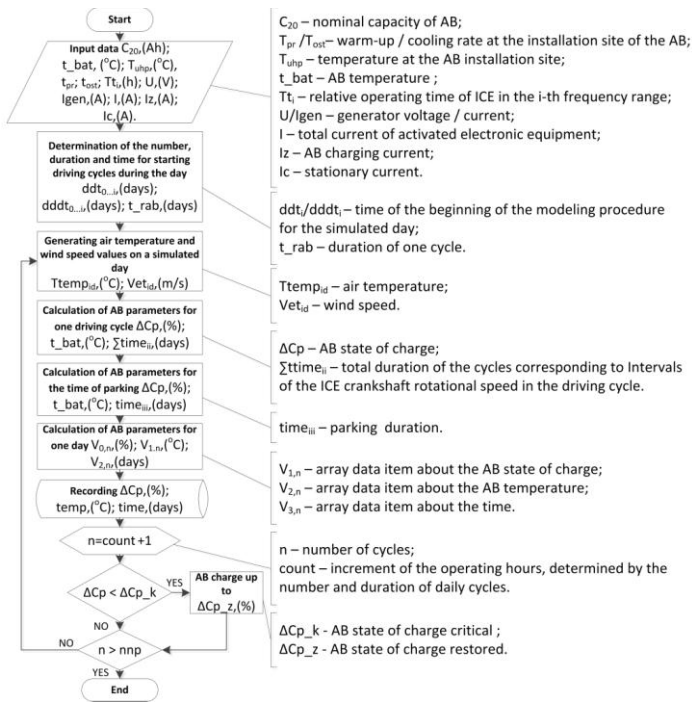 Start
Input data C20,(Ah);
t_bat, (°C); Tuhp,(°C),
tpr; tost; Tti,(h); U,(V);
Igen,(A); I,(A); Iz,(A);
Ic,(A).
Determination of the number,
duration and time for starting
driving cycles during the day
ddt0...i,(days);
dddt0...i,(days); t_rab,(days)
Generating air temperature and
wind speed values on a simulated
day
Ttempid,(°C); Vetid,(m/s)
Calculation of AB parameters for
one driving cycle ΔCp,(%);
t_bat,(°C); ∑timeii,(days)
Calculation of AB parameters for
the time of parking ΔCp,(%);
t_bat,(°C); timeiii,(days)
Calculation of AB parameters for
one day V0,n,(%); V1.n,(°C);
V2,n,(days)
Recording ΔCp,(%);
temp,(°C); time,(days)
n=count +1
ΔCp < ΔCp_k
YES
AB charge up
to
ΔCp_z,(%)
NO
n > nnp
NO
YES
End
C20 – nominal capacity of AB;
Tpr /Tost– warm-up / cooling rate at the installation site of the AB;
Tuhp – temperature at the AB installation site;
t_bat – AB temperature ;
Tti – relative operating time of ICE in the i-th frequency range;
U/Igen – generator voltage / current;
I – total current of activated electronic equipment;
Iz – AB charging current;
Ic – stationary current.
ddti/dddti – time of the beginning of the modeling procedure
for the simulated day;
t_rab – duration of one cycle.
Ttempid – air temperature;
Vetid – wind speed.
ΔCp – AB state of charge;
∑ttimeii – total duration of the cycles corresponding to Intervals
of the ICE crankshaft rotational speed in the driving cycle.
timeiii – parking duration.
V1,n – array data item about the AB state of charge;
V2,n – array data item about the AB temperature;
V3,n – array data item about the time.
n – number of cycles;
count – increment of the operating hours, determined by the
number and duration of daily cycles.
ΔCp_k - AB state of charge critical ;
ΔCp_z - AB state of charge restored.